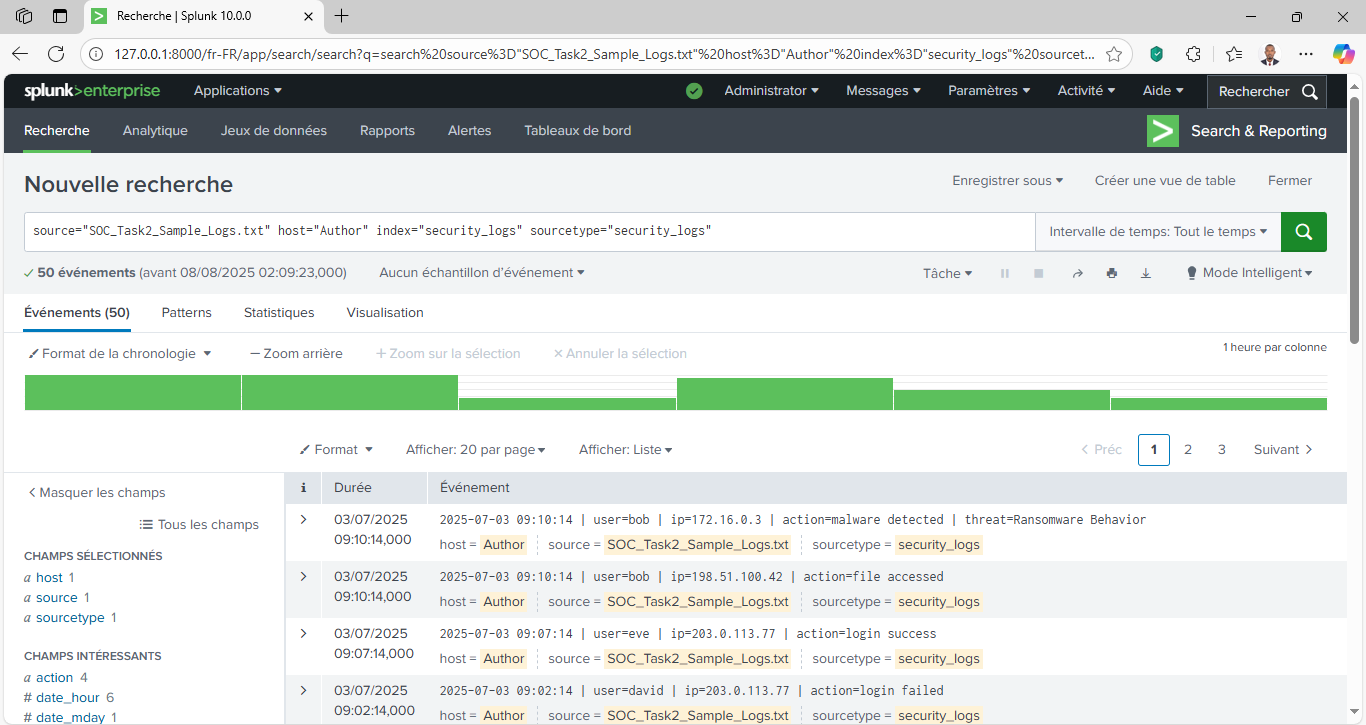 Recherche | Splunk 10.0.0
127.0.0.1:8000/fr-FR/app/search/search?q=search%20source%3D"SOC_Task2_Sample_Logs.txt"%20host%3D"Author"%20index%3D"security_logs"%20sourcet...
splunk>enterprise Applications Administrator Messages Paramètres Activité Aide Rechercher
Recherche Analytique Jeux de données Rapports Alertes Tableaux de bord Search & Reporting
Nouvelle recherche Enregistrer sous Créer une vue de table Fermer
source="SOC_Task2_Sample_Logs.txt" host="Author" index="security_logs" sourcetype="security_logs" Intervalle de temps: Tout le temps
50 événements (avant 08/08/2025 02:09:23,000) Aucun échantillon d'événement Tâche Mode Intelligent
Événements (50) Patterns Statistiques Visualisation
Format de la chronologie — Zoom arrière + Zoom sur la sélection × Annuler la sélection 1 heure par colonne
Format Afficher: 20 par page Afficher: Liste < Préc 1 2 3 Suivant >
< Masquer les champs
Tous les champs
CHAMPS SÉLECTIONNÉS
a host 1
a source 1
a sourcetype 1
CHAMPS INTÉRESSANTS
a action 4
# date_hour 6
# date_mday 1
i Durée Événement
> 03/07/2025 09:10:14,000 2025-07-03 09:10:14 | user=bob | ip=172.16.0.3 | action=malware detected | threat=Ransomware Behavior
host = Author source = SOC_Task2_Sample_Logs.txt sourcetype = security_logs
> 03/07/2025 09:10:14,000 2025-07-03 09:10:14 | user=bob | ip=198.51.100.42 | action=file accessed
host = Author source = SOC_Task2_Sample_Logs.txt sourcetype = security_logs
> 03/07/2025 09:07:14,000 2025-07-03 09:07:14 | user=eve | ip=203.0.113.77 | action=login success
host = Author source = SOC_Task2_Sample_Logs.txt sourcetype = security_logs
> 03/07/2025 09:02:14,000 2025-07-03 09:02:14 | user=david | ip=203.0.113.77 | action=login failed
host = Author source = SOC_Task2_Sample_Logs.txt sourcetype = security_logs